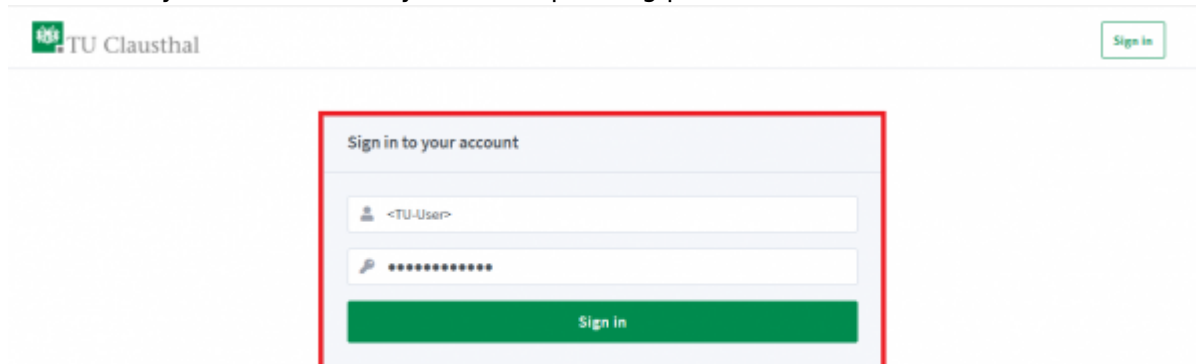 TU Clausthal
Sign in
Sign in to your account
<TU-User>
●●●●●●●●●●●●
Sign in